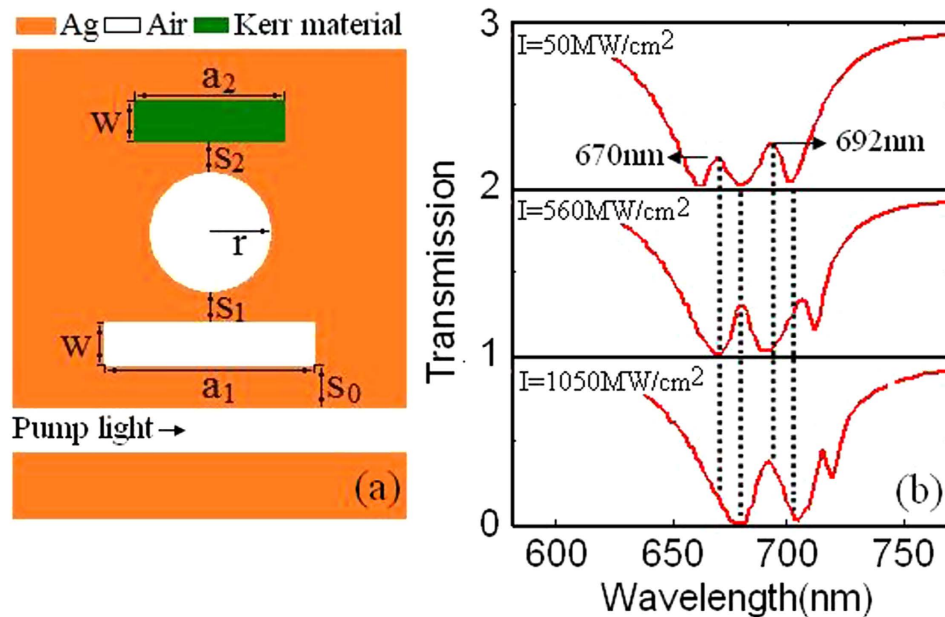 Ag Air Kerr material
a₂
w
s₂
r
s₁
w
a₁
s₀
Pump light →
(a)
Transmission
3
2
1
0
I=50MW/cm²
670nm
692nm
I=560MW/cm²
I=1050MW/cm²
(b)
600 650 700 750
Wavelength(nm)